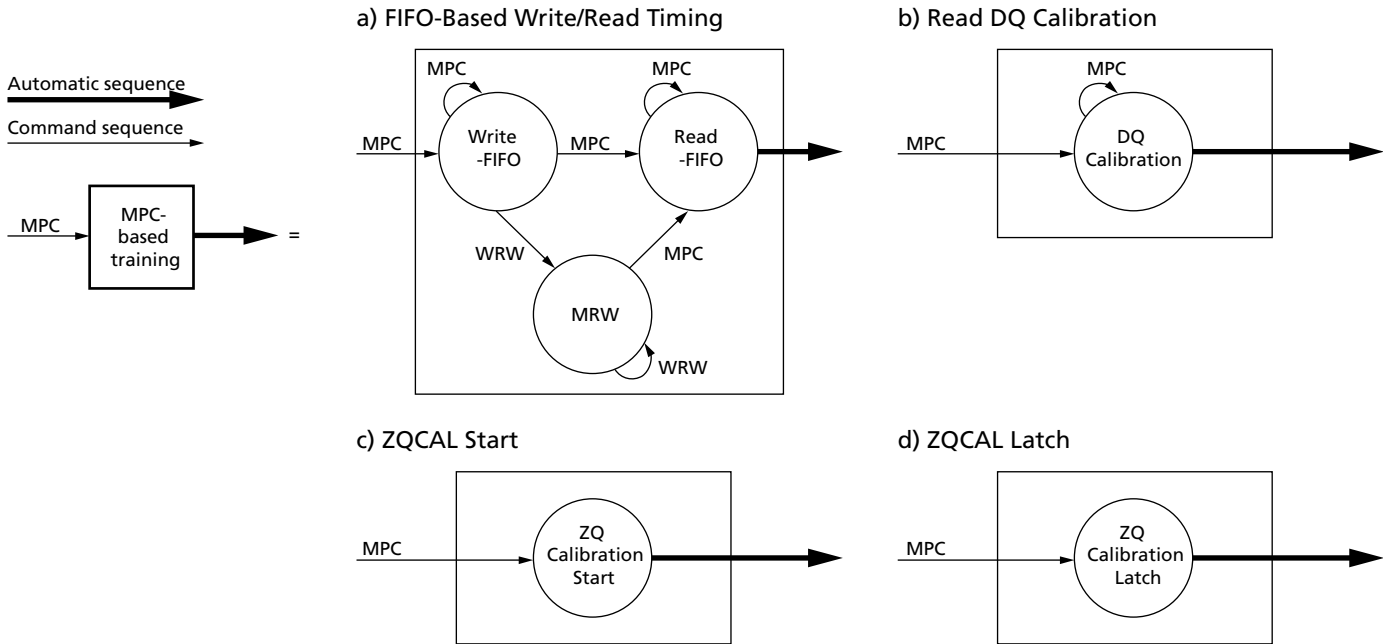 Automatic sequence
Command sequence
MPC
MPC-
based
training
=
a) FIFO-Based Write/Read Timing
MPC
MPC
MPC
Write
-FIFO
MPC
Read
-FIFO
WRW
MPC
MRW
WRW
b) Read DQ Calibration
MPC
MPC
DQ
Calibration
c) ZQCAL Start
MPC
ZQ
Calibration
Start
d) ZQCAL Latch
MPC
ZQ
Calibration
Latch